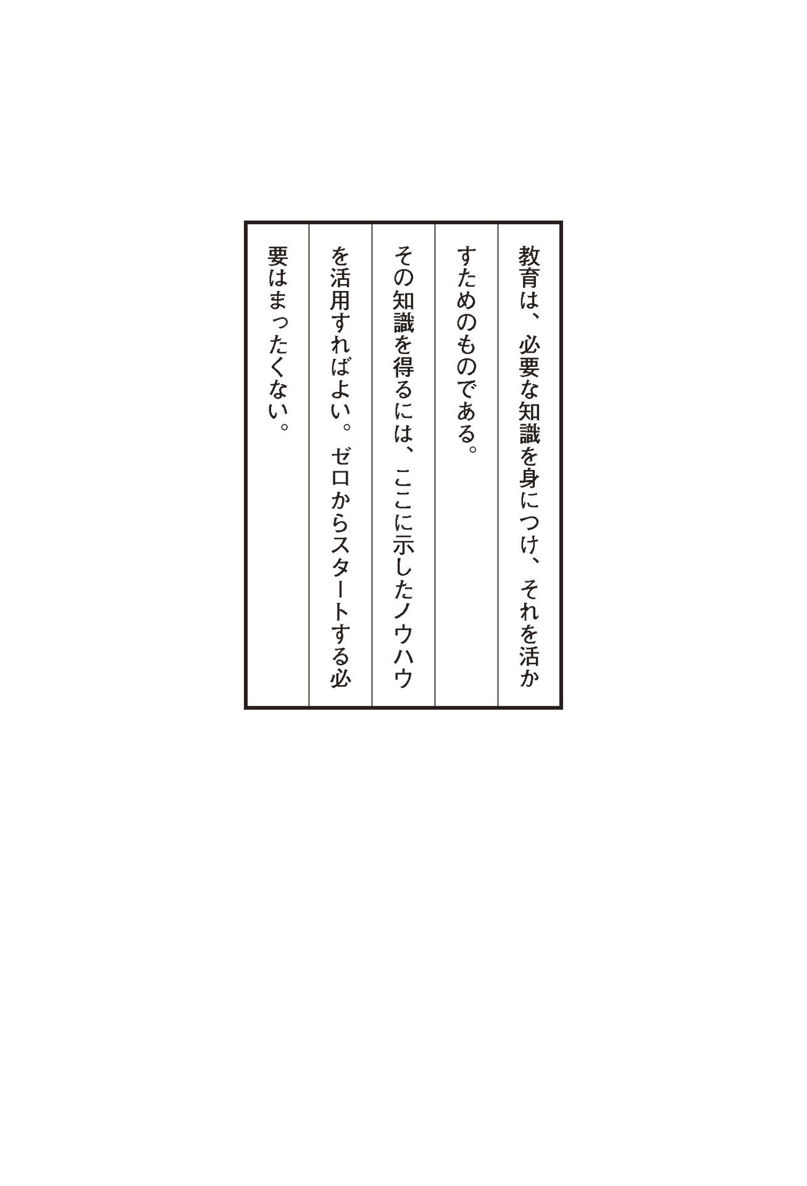 教育は、必要な知識を身につけ、それを活か
すためのものである。
その知識を得るには、ここに示したノウハウ
を活用すればよい。ゼロからスタートする必
要はまったくない。